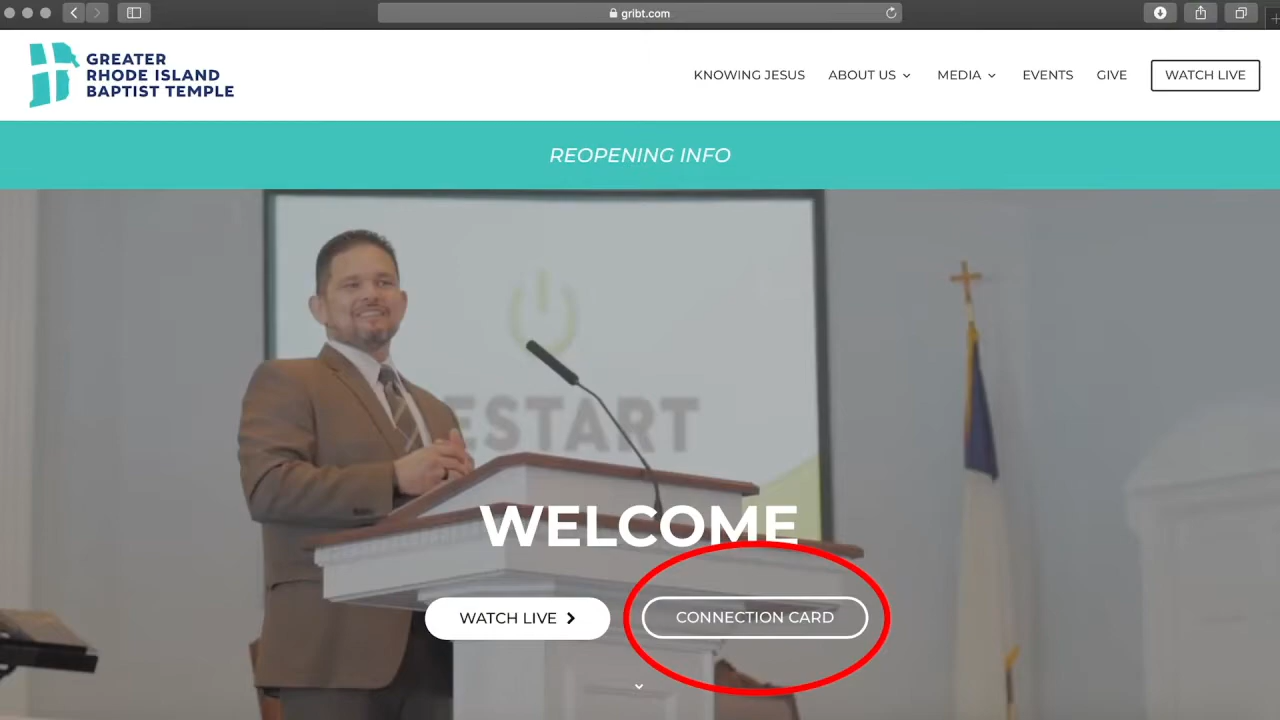 gribt.com
GREATER
RHODE ISLAND
BAPTIST TEMPLE
KNOWING JESUS ABOUT US MEDIA EVENTS GIVE WATCH LIVE
REOPENING INFO
ESTART
WELCOME
WATCH LIVE
CONNECTION CARD